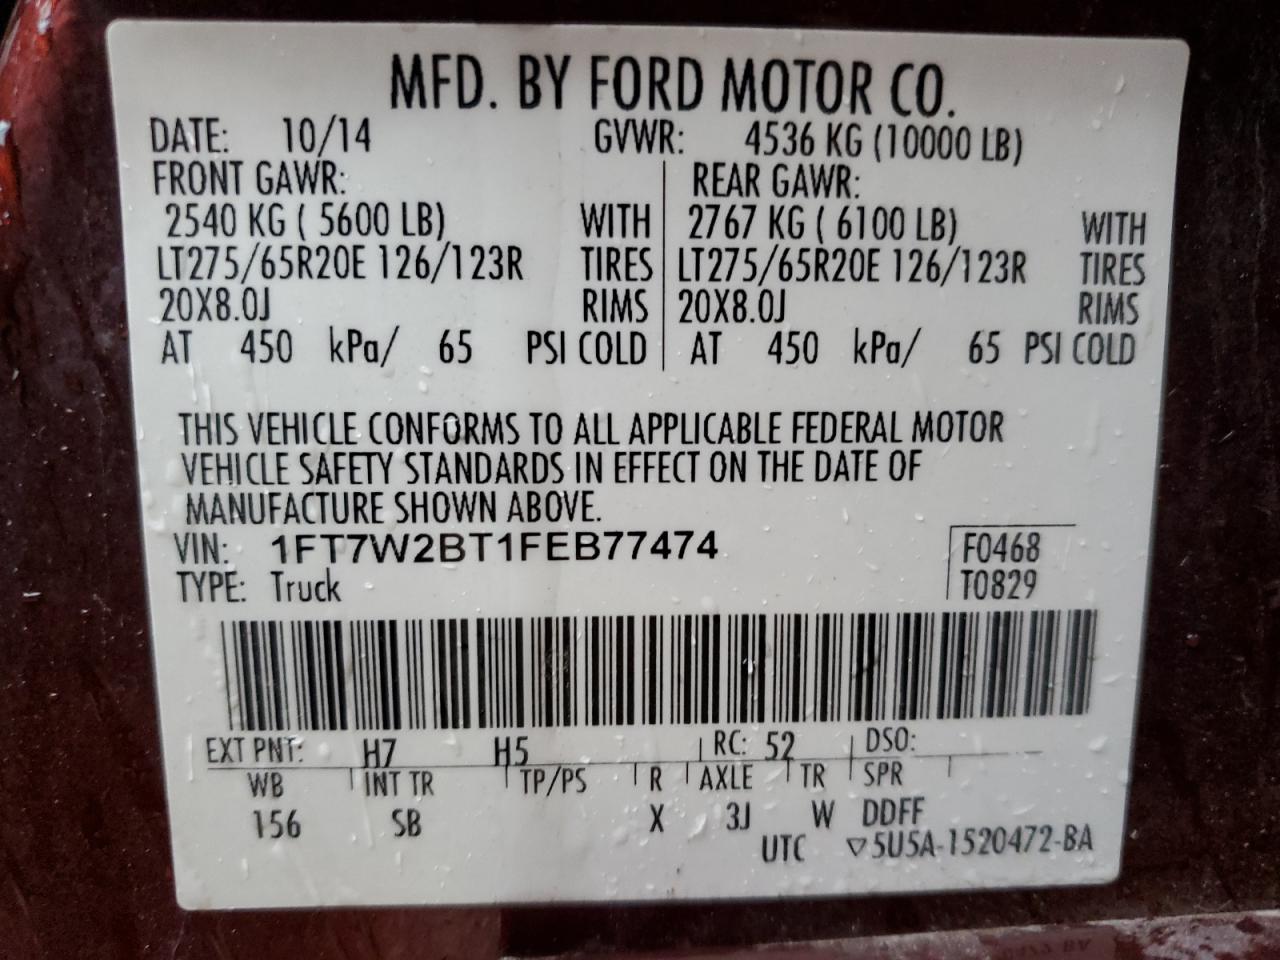 MFD. BY FORD MOTOR CO.
DATE: 10/14 GVWR: 4536 KG (10000 LB)
FRONT GAWR: REAR GAWR:
2540 KG ( 5600 LB) WITH 2767 KG ( 6100 LB) WITH
LT275/65R20E 126/123R TIRES LT275/65R20E 126/123R TIRES
20X8.0J RIMS 20X8.0J RIMS
AT 450 kPa/ 65 PSI COLD AT 450 kPa/ 65 PSI COLD
THIS VEHICLE CONFORMS TO ALL APPLICABLE FEDERAL MOTOR
VEHICLE SAFETY STANDARDS IN EFFECT ON THE DATE OF
MANUFACTURE SHOWN ABOVE.
VIN: 1FT7W2BT1FEB77474 F0468
TYPE: Truck T0829
EXT PNT: H7 H5 RC: 52 DSO:
WB INT TR TP/PS R AXLE TR SPR
156 SB X 3J W DDFF
UTC ▽5U5A-1520472-BA